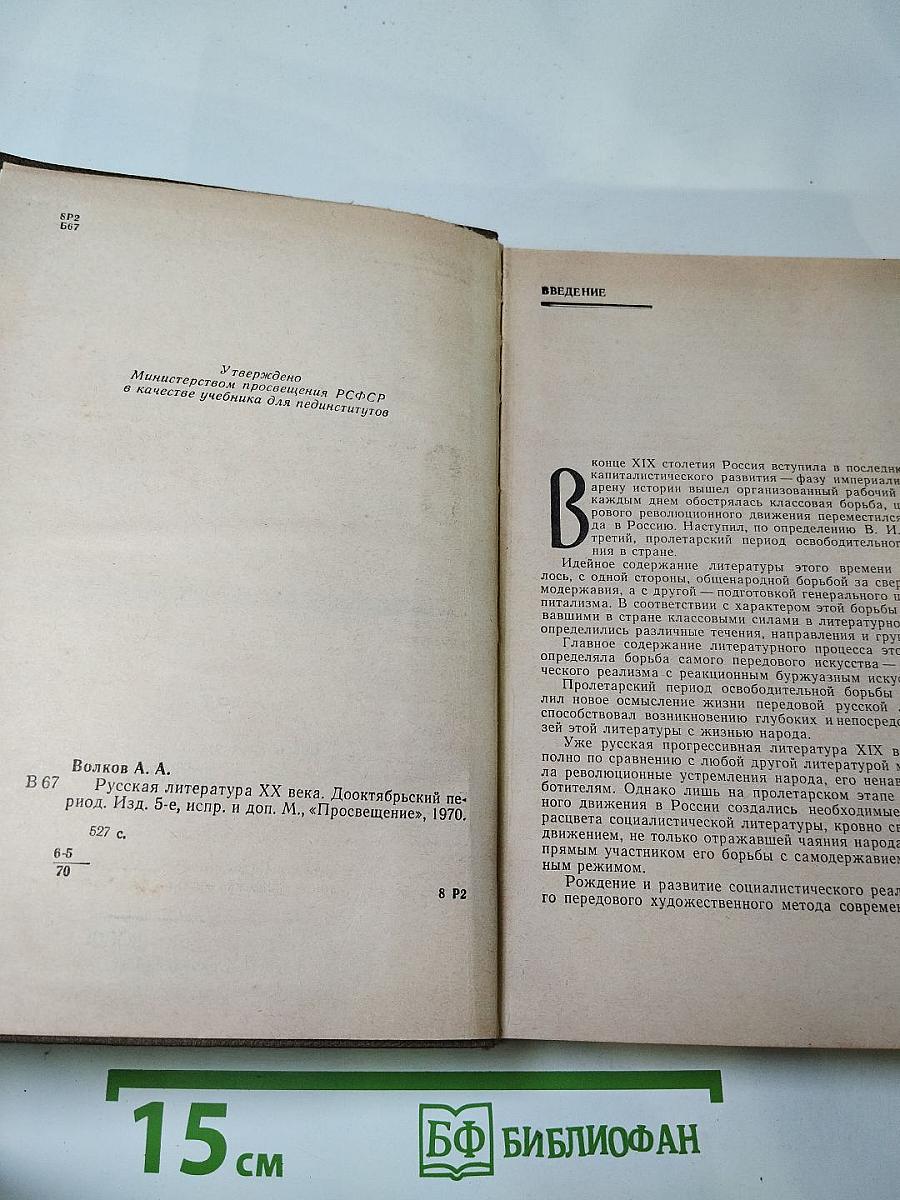 8Р2
Б67
Утверждено
Министерством просвещения РСФСР
в качестве учебника для пединститутов
Волков А. А.
В 67 Русская литература XX века. Дооктябрьский пе-
риод. Изд. 5-е, испр. и доп. М., «Просвещение», 1970.
527 с.
6-5
70
8 Р2
ВВЕДЕНИЕ
В конце XIX столетия Россия вступила в последн
капиталистического развития — фазу империали
арену истории вышел организованный рабочий
каждым днем обострялась классовая борьба, ц
рового революционного движения переместился
да в Россию. Наступил, по определению В. И.
третий, пролетарский период освободительного
ния в стране.
Идейное содержание литературы этого времени
лось, с одной стороны, общенародной борьбой за свер
модержавия, а с другой — подготовкой генерального ш
питализма. В соответствии с характером этой борьбы
вавшими в стране классовыми силами в литературно
определились различные течения, направления и груп
Главное содержание литературного процесса это
определяла борьба самого передового искусства —
ческого реализма с реакционным буржуазным искус
Пролетарский период освободительной борьбы
лил новое осмысление жизни передовой русской
способствовал возникновению глубоких и непосред
зей этой литературы с жизнью народа.
Уже русская прогрессивная литература XIX в
полно по сравнению с любой другой литературой м
ла революционные устремления народа, его ненав
ботителям. Однако лишь на пролетарском этапе
ного движения в России создались необходимые
расцвета социалистической литературы, кровно св
движением, не только отражавшей чаяния народа
прямым участником его борьбы с самодержавием
ным режимом.
Рождение и развитие социалистического реал
го передового художественного метода современ
15 см
БФ БИБЛИОФАН